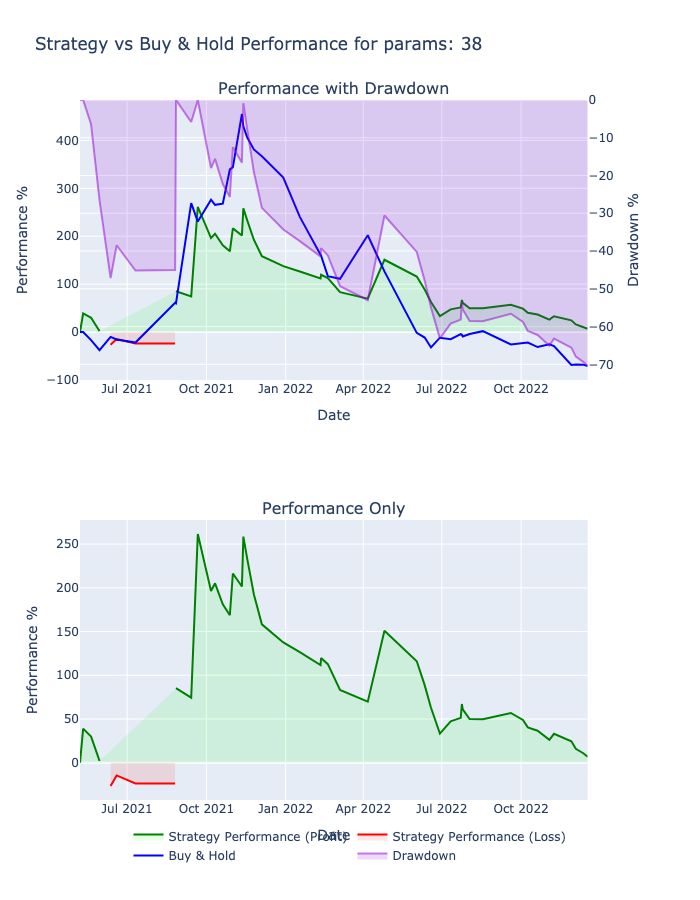 Strategy vs Buy & Hold Performance for params: 38
Performance with Drawdown
400
300
200
100
0
−100
0
−10
−20
−30
−40
−50
−60
−70
Performance %
Drawdown %
Jul 2021 Oct 2021 Jan 2022 Apr 2022 Jul 2022 Oct 2022
Date
Performance Only
250
200
150
100
50
0
Performance %
Jul 2021 Oct 2021 Jan 2022 Apr 2022 Jul 2022 Oct 2022
Date
Strategy Performance (Profit) Strategy Performance (Loss)
Buy & Hold Drawdown